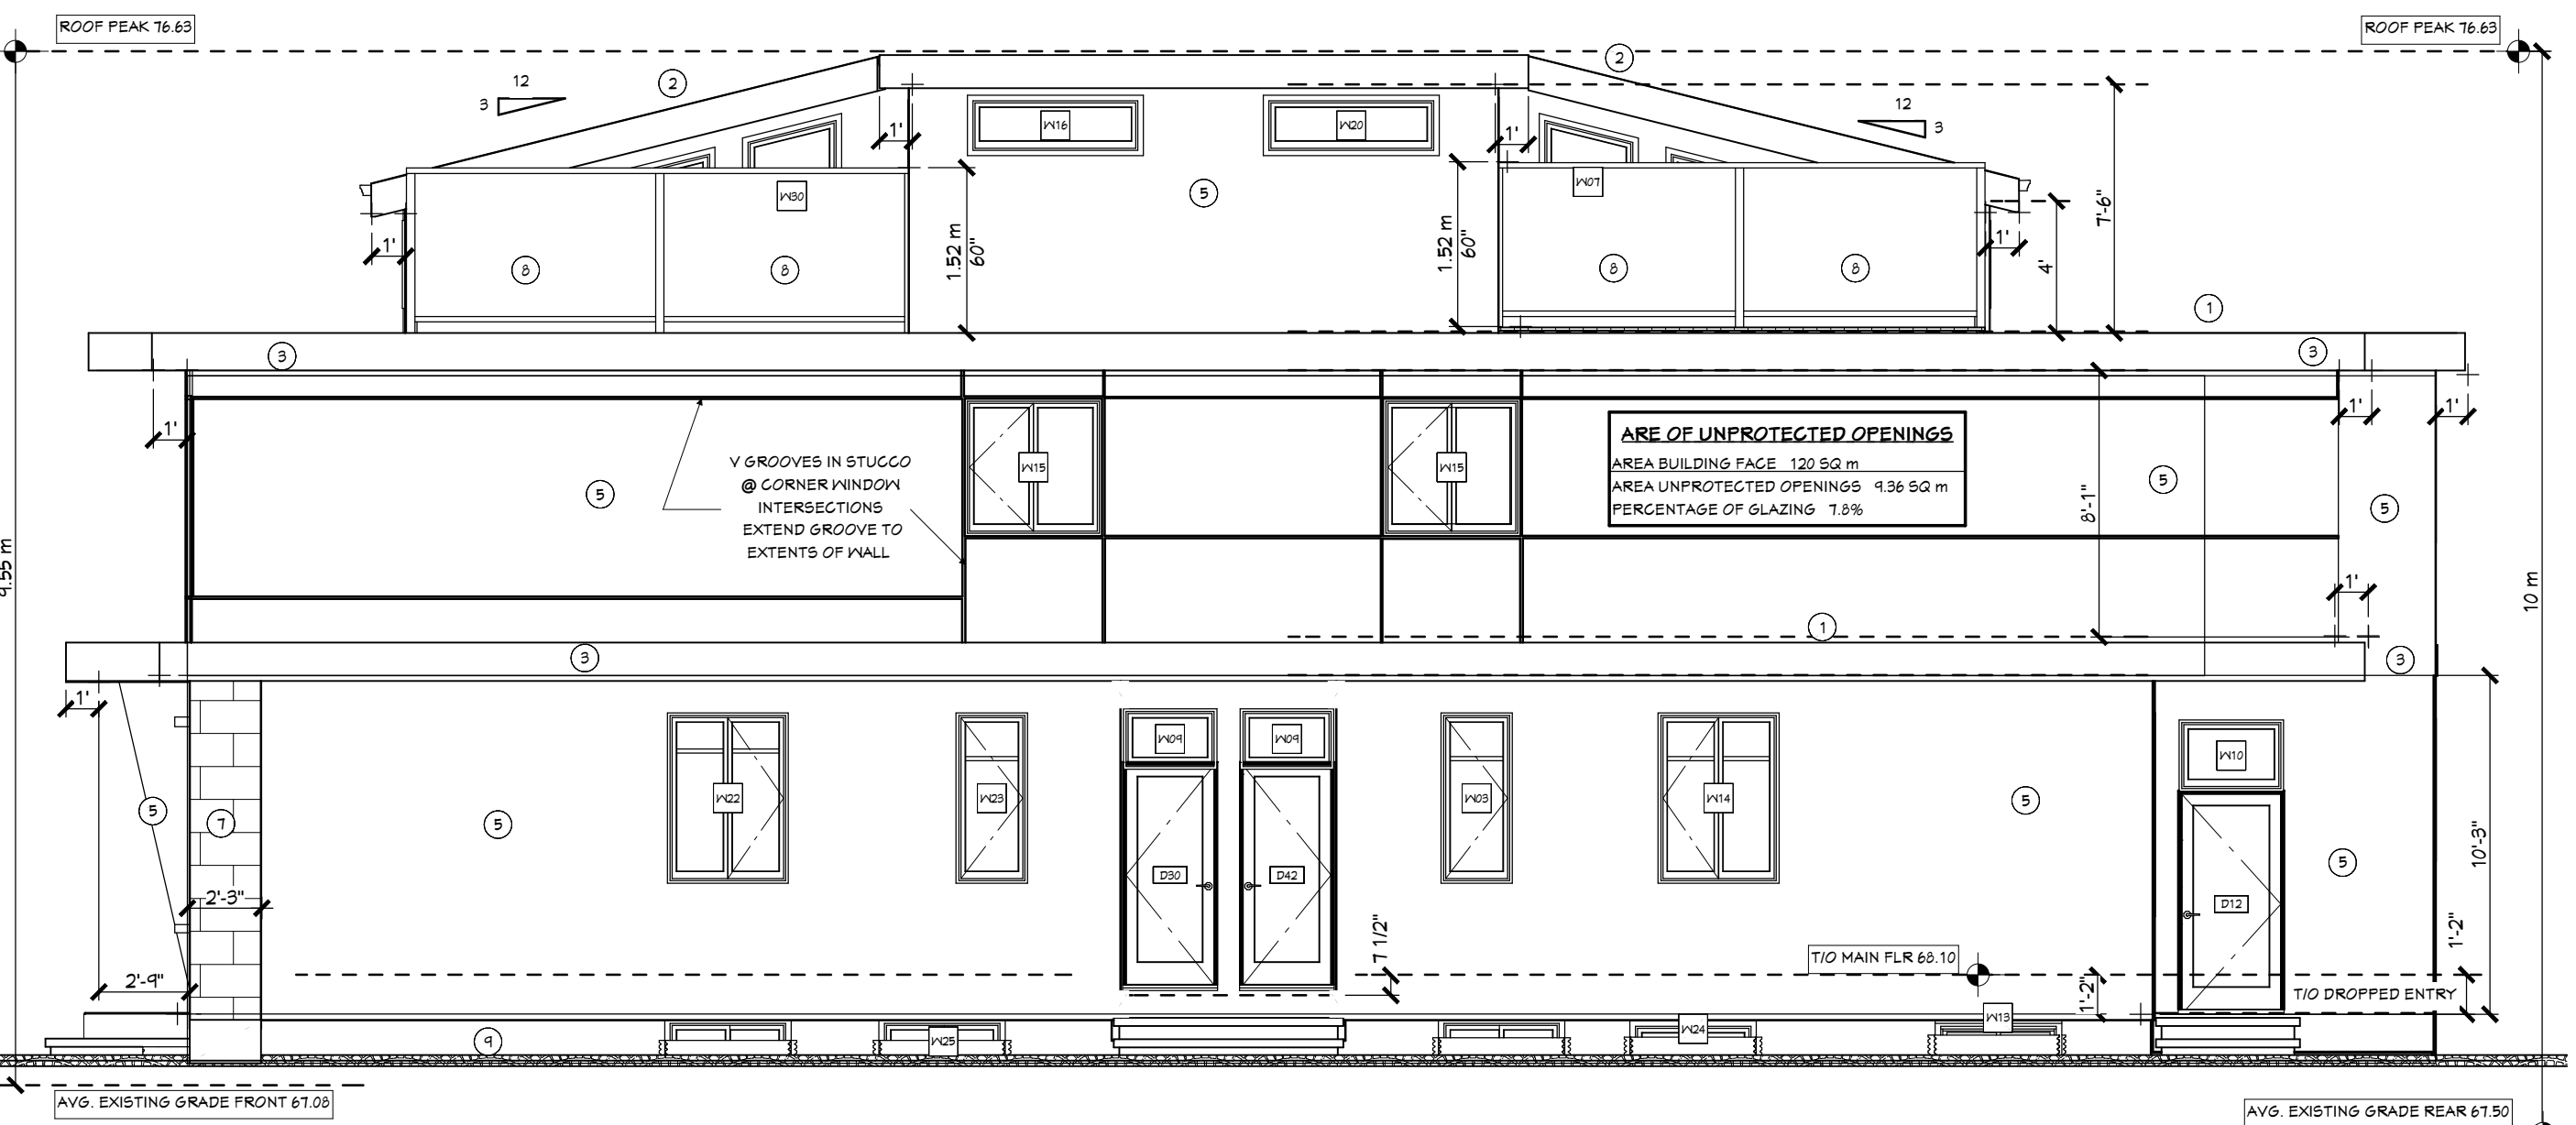 ROOF PEAK 76.63
ROOF PEAK 76.63
2
2
12
3
12
3
1'
1'
W16
W20
W30
W07
5
1'
1'
8
8
8
8
1.52 m
60"
1.52 m
60"
4'
7'-6"
1
3
3
1'
1'
1'
W15
W15
V GROOVES IN STUCCO
@ CORNER WINDOW
INTERSECTIONS
EXTEND GROOVE TO
EXTENTS OF WALL
ARE OF UNPROTECTED OPENINGS
AREA BUILDING FACE 120 SQ m
AREA UNPROTECTED OPENINGS 9.36 SQ m
PERCENTAGE OF GLAZING 7.8%
5
5
5
8'-1"
9.55 m
10 m
1'
1
3
3
1'
W09
W09
W10
W22
W23
W03
W14
5
7
5
5
5
D30
D42
D12
2'-3"
10'-3"
7 1/2"
1'-2"
T/O MAIN FLR 68.10
2'-9"
1'-2"
T/O DROPPED ENTRY
9
W25
W24
W13
AVG. EXISTING GRADE FRONT 67.08
AVG. EXISTING GRADE REAR 67.50